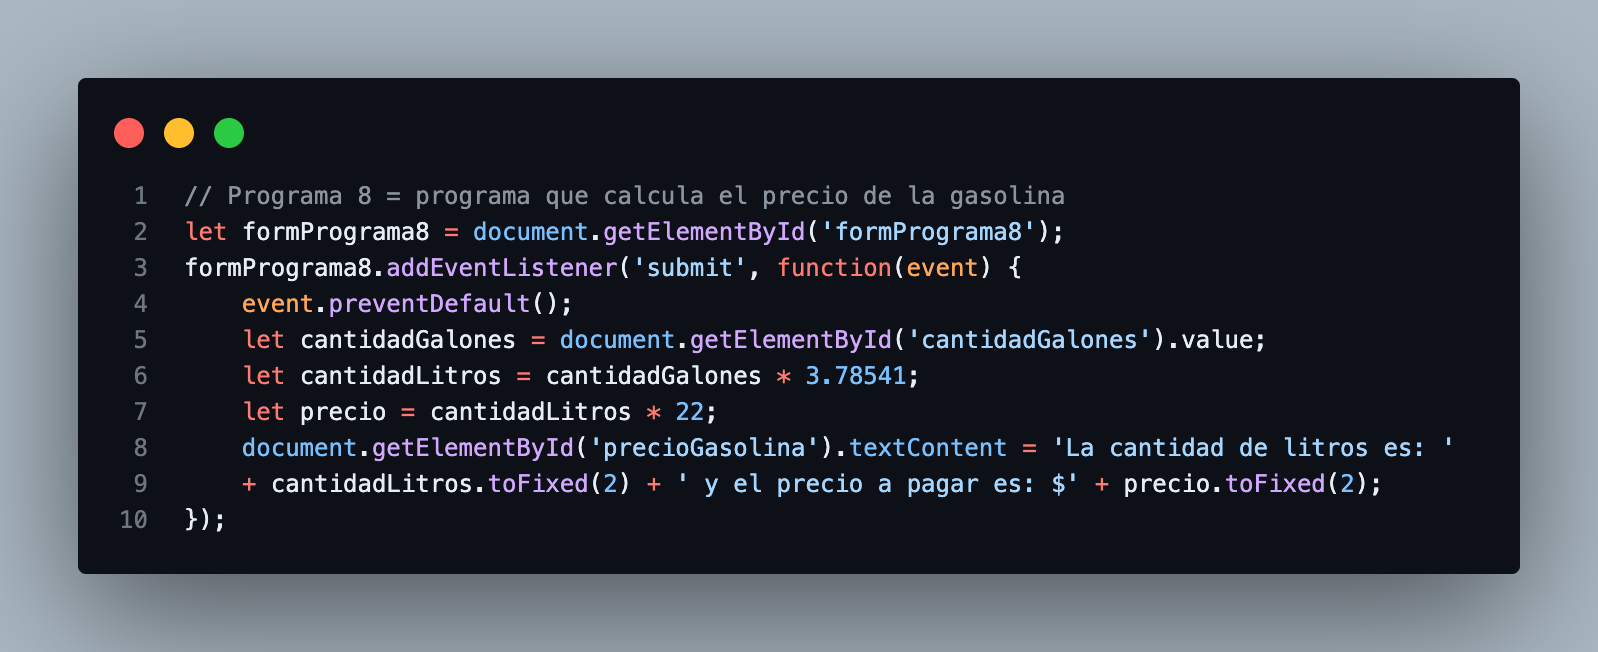 1 // Programa 8 = programa que calcula el precio de la gasolina
2 let formPrograma8 = document.getElementById('formPrograma8');
3 formPrograma8.addEventListener('submit', function(event) {
4     event.preventDefault();
5     let cantidadGalones = document.getElementById('cantidadGalones').value;
6     let cantidadLitros = cantidadGalones * 3.78541;
7     let precio = cantidadLitros * 22;
8     document.getElementById('precioGasolina').textContent = 'La cantidad de litros es: '
9     + cantidadLitros.toFixed(2) + ' y el precio a pagar es: $' + precio.toFixed(2);
10 });